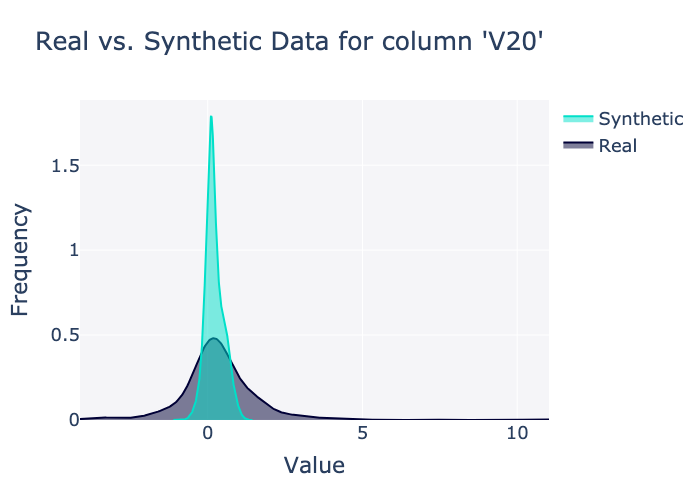 Real vs. Synthetic Data for column 'V20'
Synthetic
Real
1.5
1
0.5
0
Frequency
0
5
10
Value